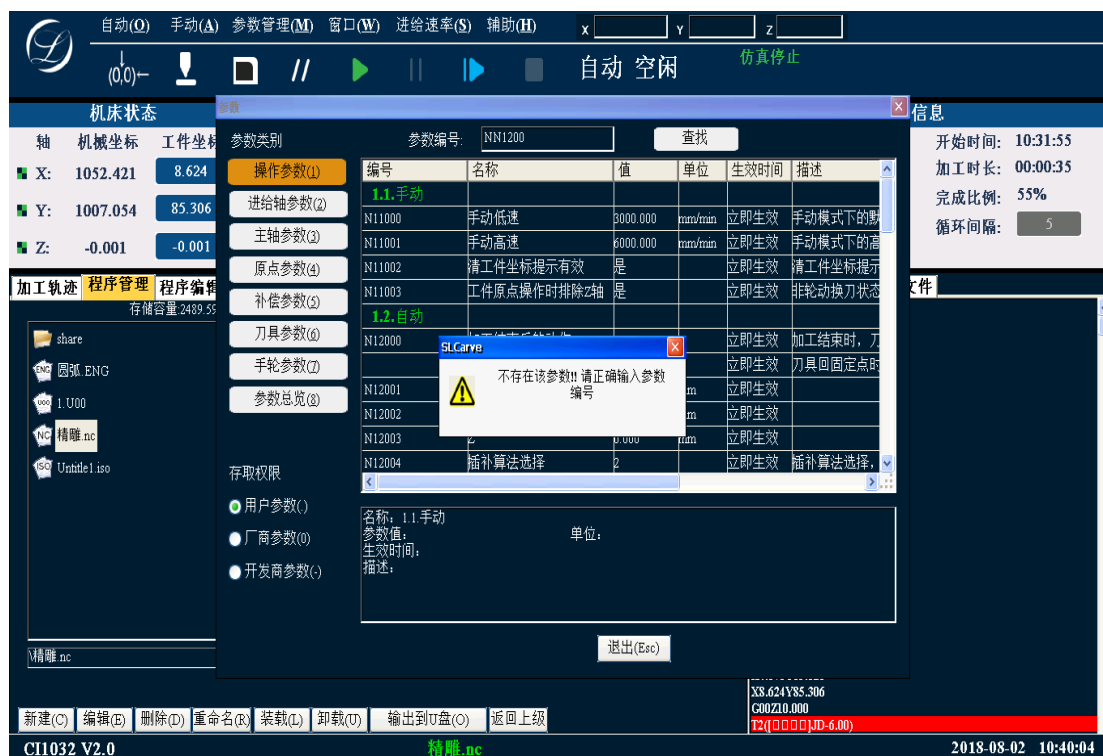 自动(O) 手动(A) 参数管理(M) 窗口(W) 进给速率(S) 辅助(H) X Y Z
(0,0) // 自动 空闲 仿真停止
机床状态 参数 信息
轴 机械坐标 工件坐标
X: 1052.421 8.624
Y: 1007.054 85.306
Z: -0.001 -0.001
开始时间: 10:31:55
加工时长: 00:00:35
完成比例: 55%
循环间隔: 5
加工轨迹 程序管理 程序编辑 文件
存储容量:2489.59
share
圆弧.ENG
1.U00
精雕.nc
Untitle1.iso
\精雕.nc
参数类别 参数编号: NN1200 查找
操作参数(1)
进给轴参数(2)
主轴参数(3)
原点参数(4)
补偿参数(5)
刀具参数(6)
手轮参数(7)
参数总览(8)
存取权限
用户参数(.)
厂商参数(0)
开发商参数(-)
编号 名称 值 单位 生效时间 描述
1.1.手动
N11000 手动低速 3000.000 mm/min 立即生效 手动模式下的默
N11001 手动高速 6000.000 mm/min 立即生效 手动模式下的高
N11002 清工件坐标提示有效 是 立即生效 清工件坐标提示
N11003 工件原点操作时排除Z轴 是 立即生效 非轮动换刀状态
1.2.自动
N12000 立即生效 加工结束时，刀
立即生效 刀具回固定点时
N12001 立即生效
N12002 立即生效
N12003 Z 0.000 mm 立即生效
N12004 插补算法选择 2 立即生效 插补算法选择，
SLCarve
不存在该参数!! 请正确输入参数
编号
名称: 1.1.手动
参数值: 单位:
生效时间:
描述:
退出(Esc)
X8.624Y85.306
G00Z10.000
T2([□□□□]JD-6.00)
新建(C) 编辑(E) 删除(D) 重命名(R) 装载(L) 卸载(U) 输出到U盘(O) 返回上级
CI1032 V2.0 精雕.nc 2018-08-02 10:40:04